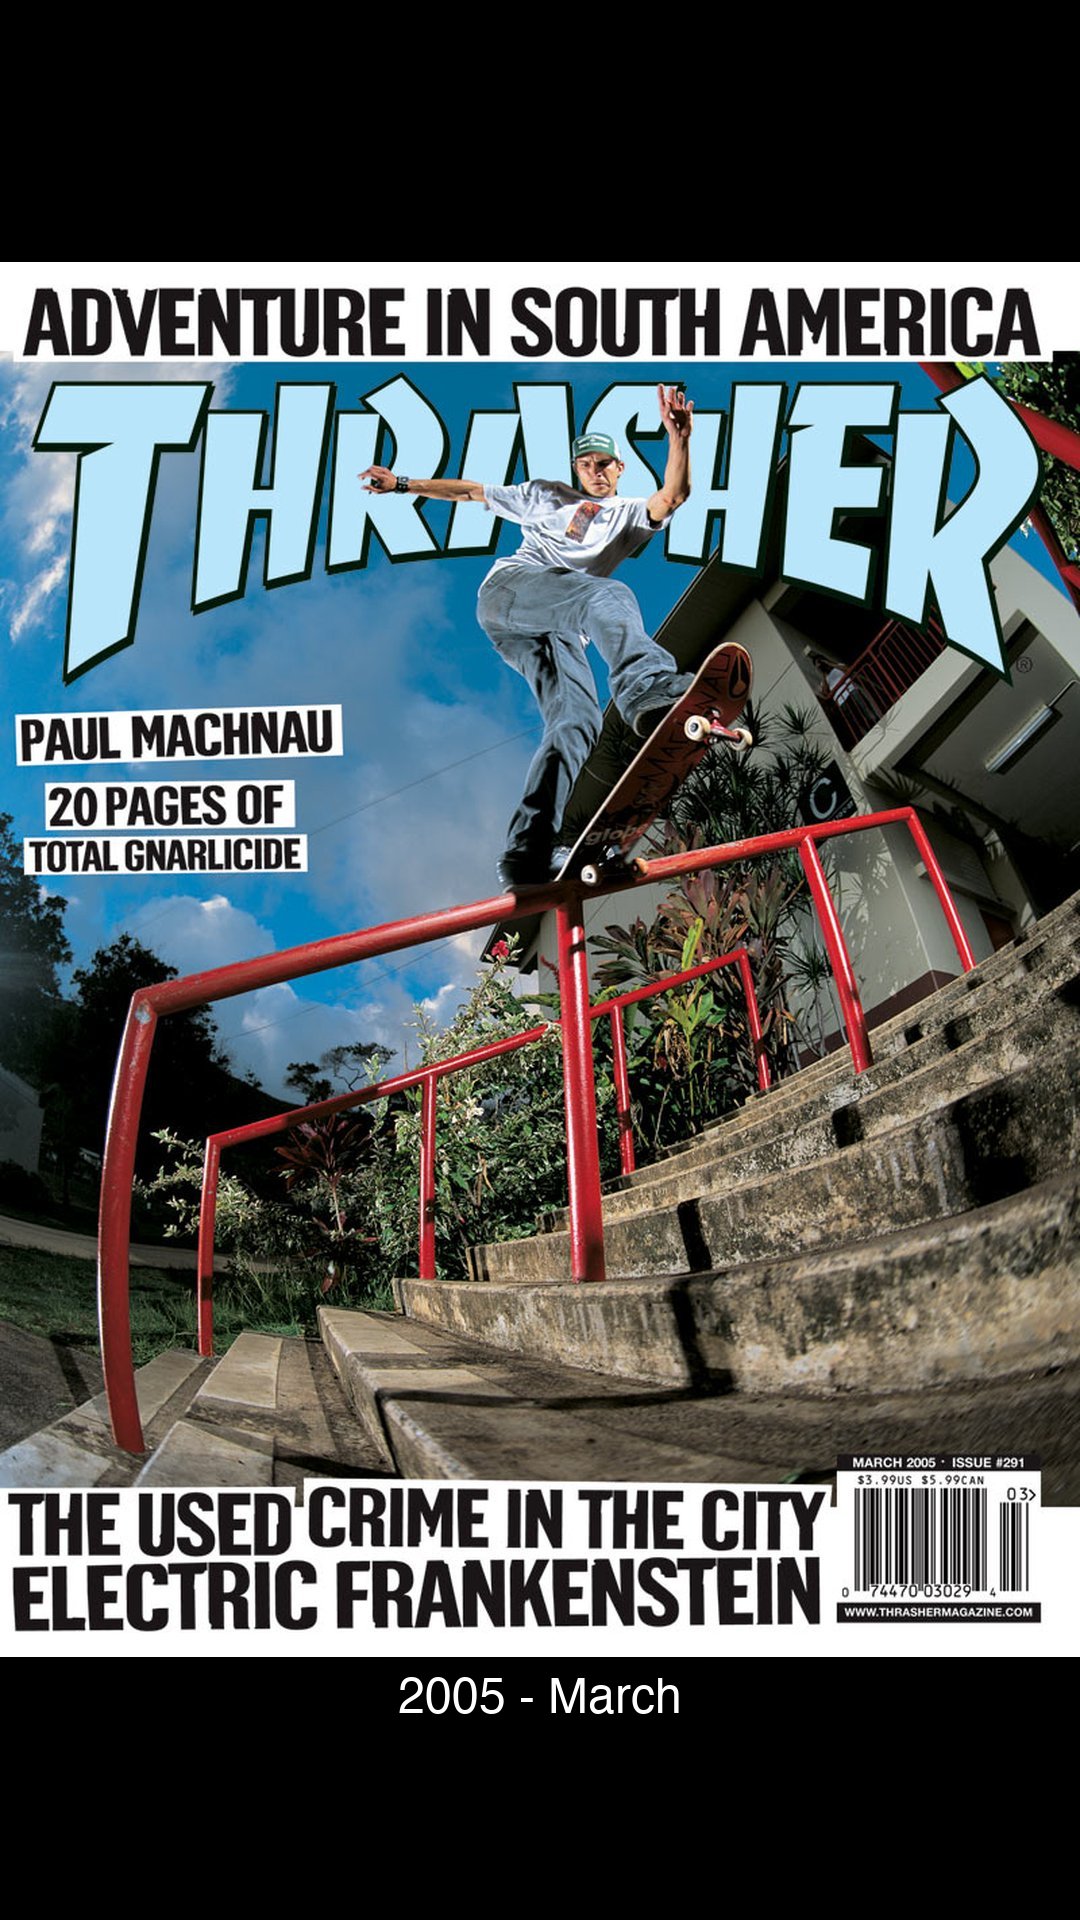 ADVENTURE IN SOUTH AMERICA
THRASHER
®
PAUL MACHNAU
20 PAGES OF
TOTAL GNARLICIDE
globe
MARCH 2005 · ISSUE #291
$3.99US $5.99CAN
03>
THE USED CRIME IN THE CITY
ELECTRIC FRANKENSTEIN
0 74470 03029 4
WWW.THRASHERMAGAZINE.COM
2005 - March